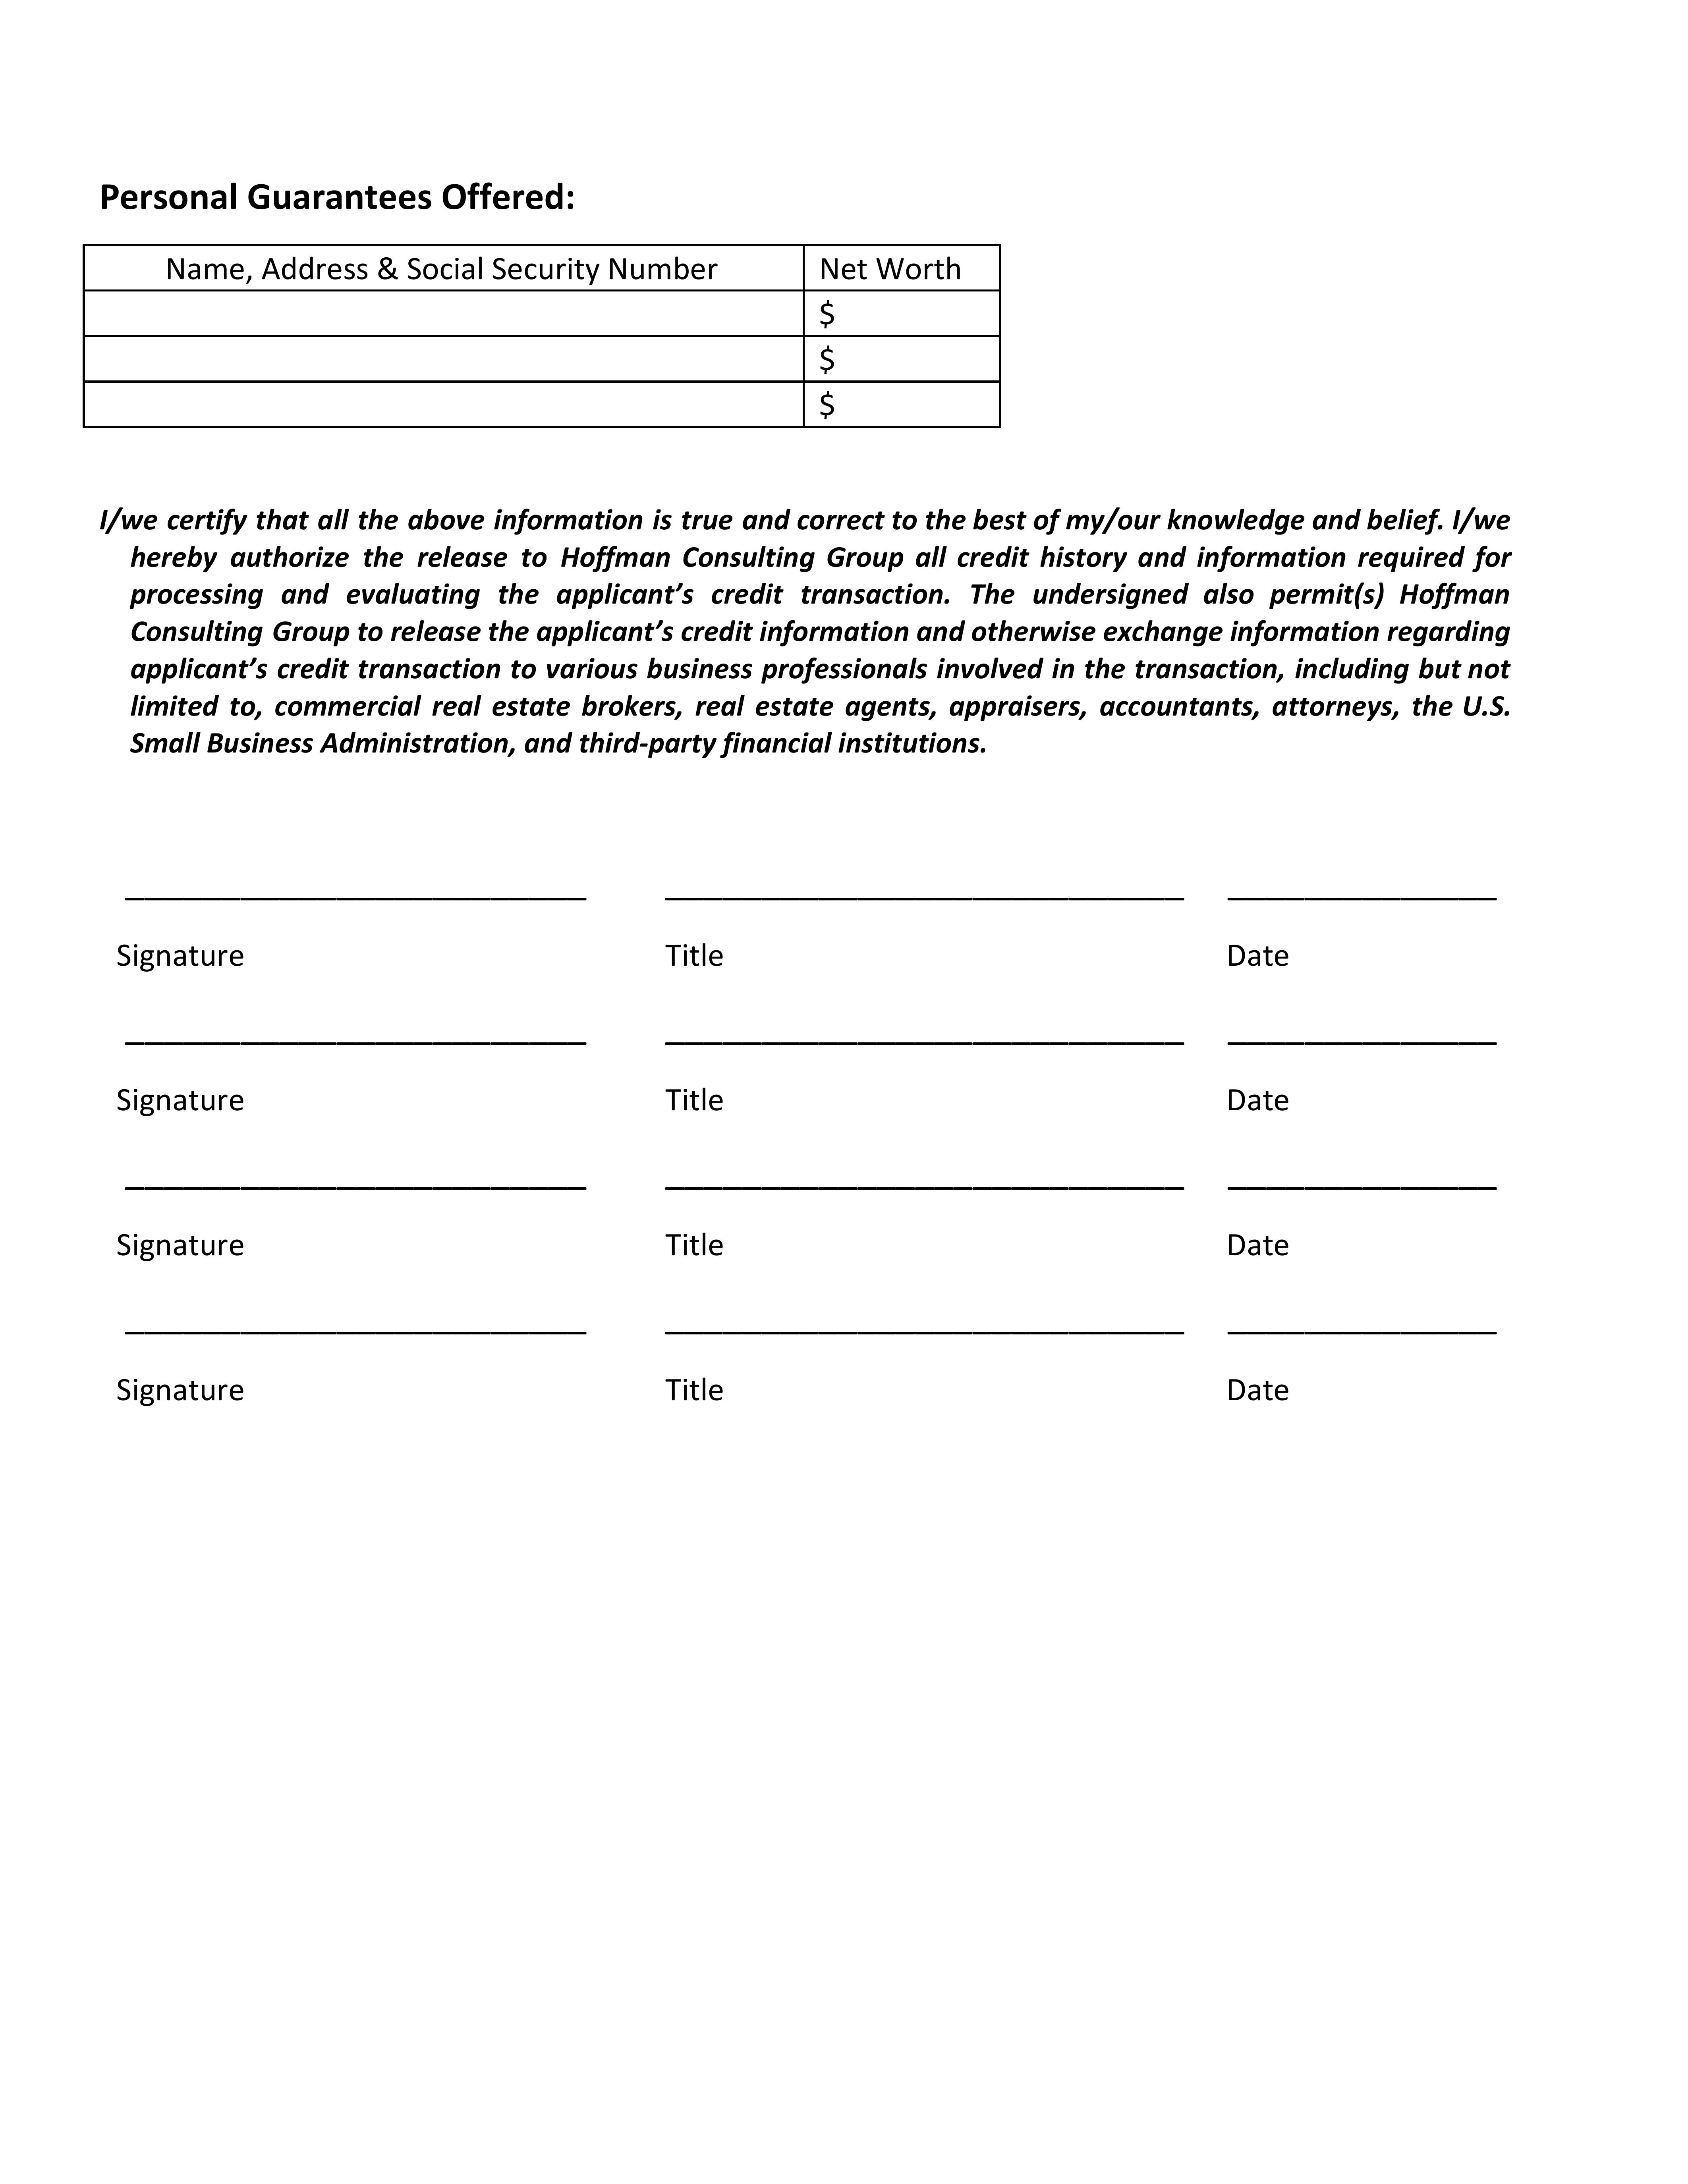 Personal Guarantees Offered:
Name, Address & Social Security Number Net Worth
$
$
$
I/we certify that all the above information is true and correct to the best of my/our knowledge and belief. I/we
hereby authorize the release to Hoffman Consulting Group all credit history and information required for
processing and evaluating the applicant’s credit transaction. The undersigned also permit(s) Hoffman
Consulting Group to release the applicant’s credit information and otherwise exchange information regarding
applicant’s credit transaction to various business professionals involved in the transaction, including but not
limited to, commercial real estate brokers, real estate agents, appraisers, accountants, attorneys, the U.S.
Small Business Administration, and third-party financial institutions.
Signature Title Date
Signature Title Date
Signature Title Date
Signature Title Date